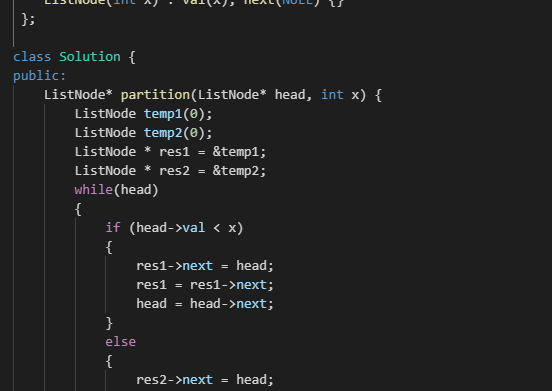 ListNode(int x) : val(x), next(NULL) {}
};
class Solution {
public:
ListNode* partition(ListNode* head, int x) {
ListNode temp1(0);
ListNode temp2(0);
ListNode * res1 = &temp1;
ListNode * res2 = &temp2;
while(head)
{
if (head->val < x)
{
res1->next = head;
res1 = res1->next;
head = head->next;
}
else
{
res2->next = head;